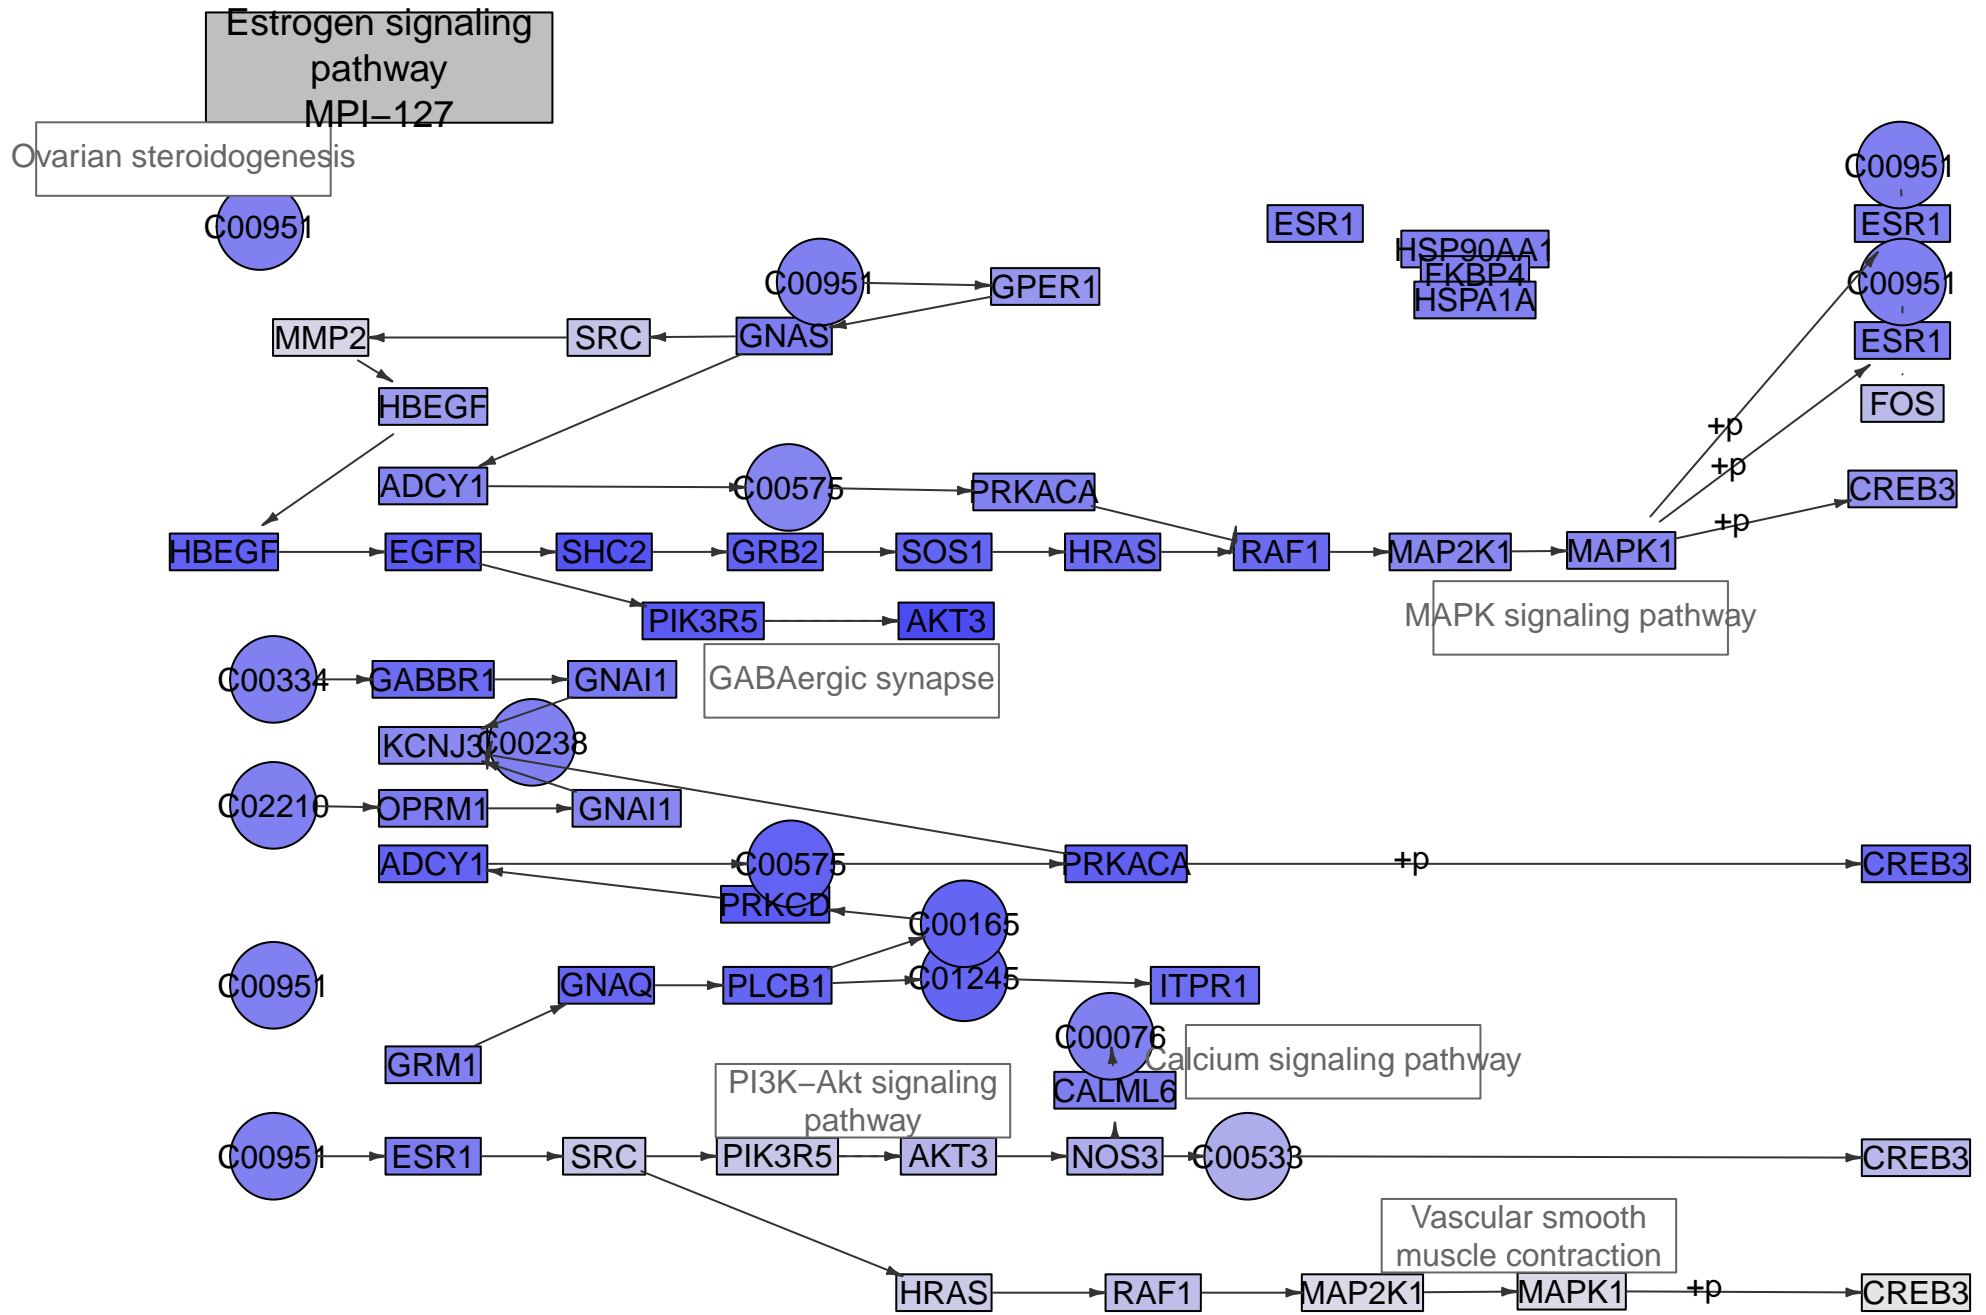 Estrogen signaling
pathway
MPI−127
Ovarian steroidogenesis
C00951
C00951
ESR1
ESR1
C00951
HSP90AA1
FKBP4
HSPA1A
C00951
GPER1
MMP2
SRC
GNAS
ESR1
HBEGF
FOS
+p
+p
ADCY1
C00575
PRKACA
CREB3
+p
HBEGF
EGFR
SHC2
GRB2
SOS1
HRAS
RAF1
MAP2K1
MAPK1
PIK3R5
AKT3
MAPK signaling pathway
C00334
GABBR1
GNAI1
GABAergic synapse
KCNJ3
C00238
C02210
OPRM1
GNAI1
ADCY1
C00575
PRKACA
+p
CREB3
PRKCD
C00165
C00951
GNAQ
PLCB1
C01245
ITPR1
C00076
Calcium signaling pathway
GRM1
CALML6
PI3K−Akt signaling
pathway
C00951
ESR1
SRC
PIK3R5
AKT3
NOS3
C00533
CREB3
Vascular smooth
muscle contraction
HRAS
RAF1
MAP2K1
MAPK1
+p
CREB3